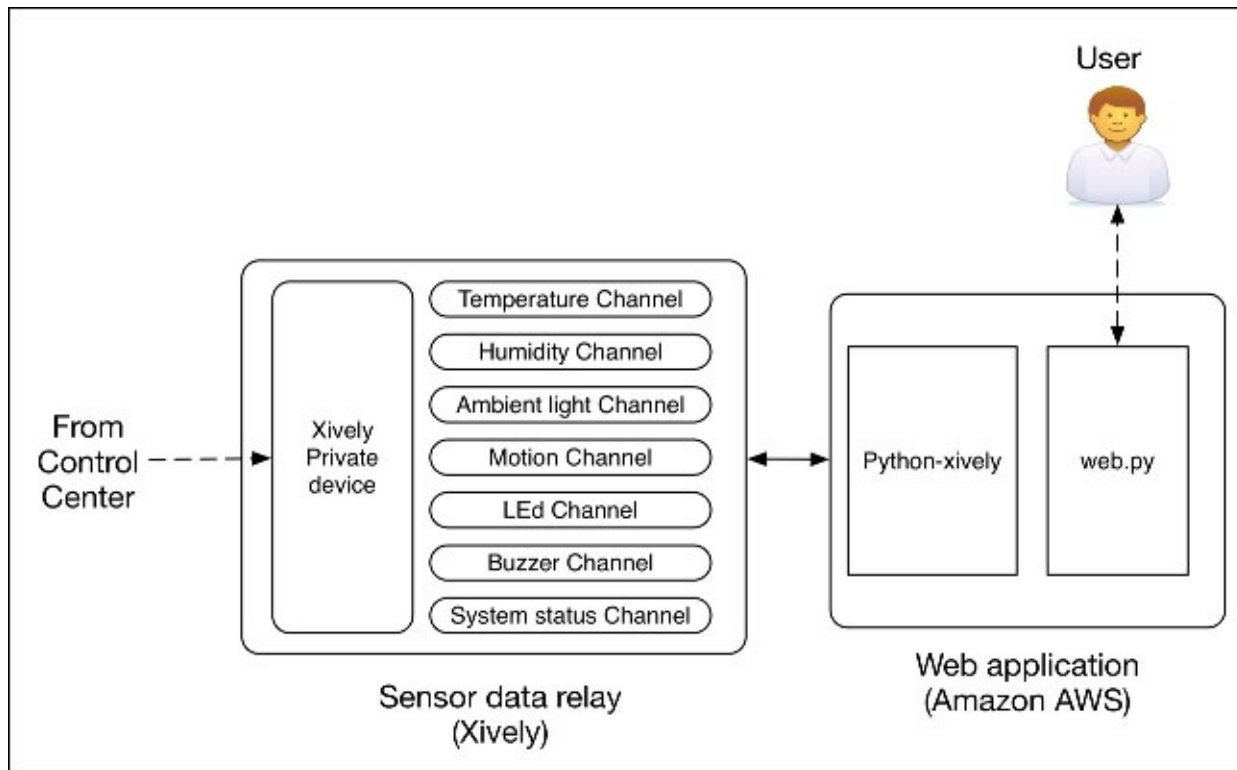 User
Temperature Channel
Humidity Channel
Ambient light Channel
Motion Channel
LEd Channel
Buzzer Channel
System status Channel
From
Control
Center
Xively
Private
device
Python-xively
web.py
Sensor data relay
(Xively)
Web application
(Amazon AWS)